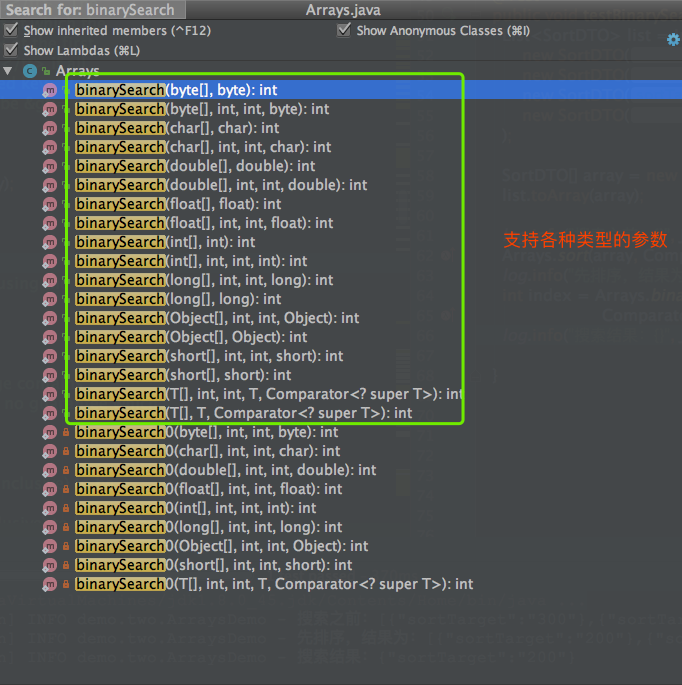 Search for: binarySearch
Arrays.java
Show inherited members (^F12)
Show Anonymous Classes (⌘I)
Show Lambdas (⌘L)
Arrays
binarySearch(byte[], byte): int
binarySearch(byte[], int, int, byte): int
binarySearch(char[], char): int
binarySearch(char[], int, int, char): int
binarySearch(double[], double): int
binarySearch(double[], int, int, double): int
binarySearch(float[], float): int
binarySearch(float[], int, int, float): int
binarySearch(int[], int): int
binarySearch(int[], int, int, int): int
binarySearch(long[], int, int, long): int
binarySearch(long[], long): int
binarySearch(Object[], int, int, Object): int
binarySearch(Object[], Object): int
binarySearch(short[], int, int, short): int
binarySearch(short[], short): int
binarySearch(T[], int, int, T, Comparator<? super T>): int
binarySearch(T[], T, Comparator<? super T>): int
binarySearch0(byte[], int, int, byte): int
binarySearch0(char[], int, int, char): int
binarySearch0(double[], int, int, double): int
binarySearch0(float[], int, int, float): int
binarySearch0(int[], int, int, int): int
binarySearch0(long[], int, int, long): int
binarySearch0(Object[], int, int, Object): int
binarySearch0(short[], int, int, short): int
binarySearch0(T[], int, int, T, Comparator<? super T>): int
支持各种类型的参数